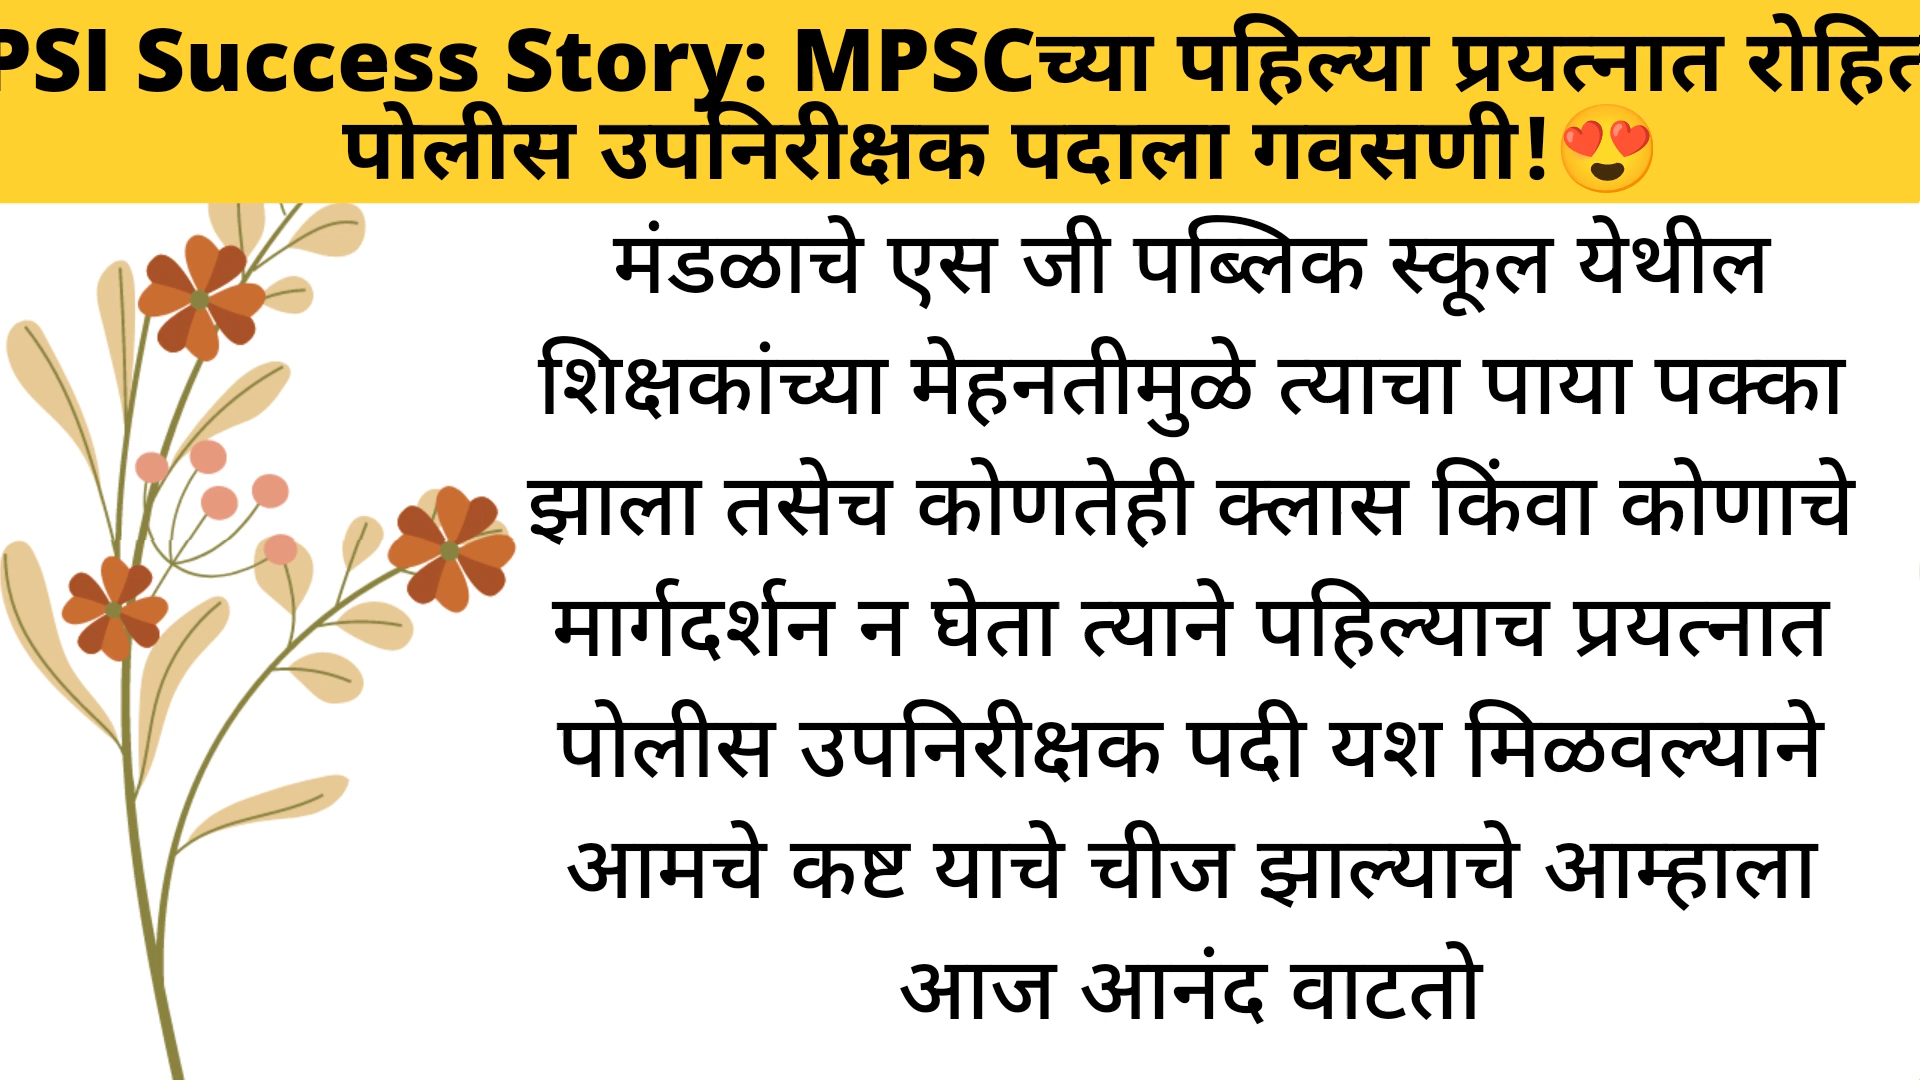 PSI Success Story: MPSCच्या पहिल्या प्रयत्नात रोहित
पोलीस उपनिरीक्षक पदाला गवसणी!😍
मंडळाचे एस जी पब्लिक स्कूल येथील
शिक्षकांच्या मेहनतीमुळे त्याचा पाया पक्का
झाला तसेच कोणतेही क्लास किंवा कोणाचे
मार्गदर्शन न घेता त्याने पहिल्याच प्रयत्नात
पोलीस उपनिरीक्षक पदी यश मिळवल्याने
आमचे कष्ट याचे चीज झाल्याचे आम्हाला
आज आनंद वाटतो